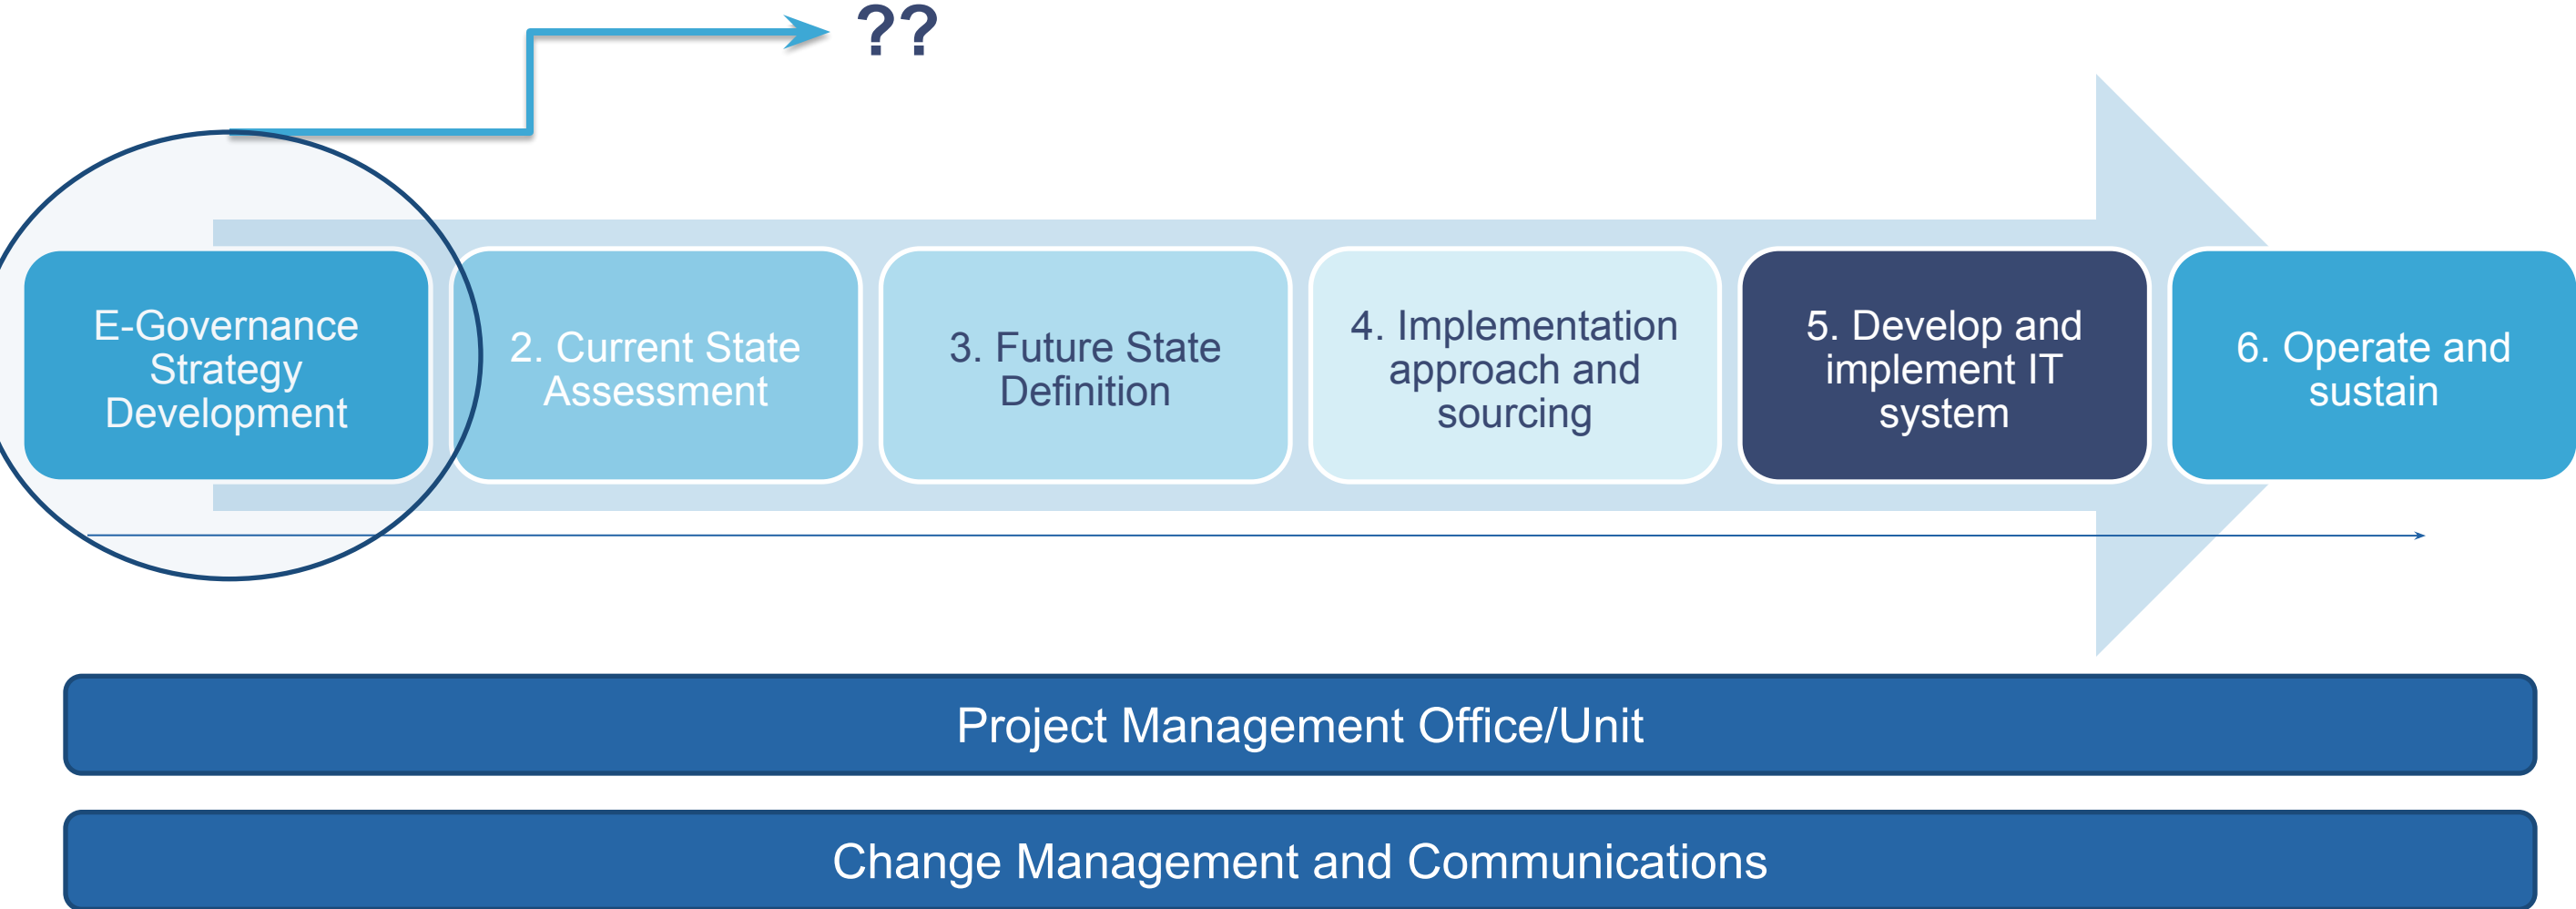 ??
E-Governance
Strategy
Development
2. Current State
Assessment
3. Future State
Definition
4. Implementation
approach and
sourcing
5. Develop and
implement IT
system
6. Operate and
sustain
Project Management Office/Unit
Change Management and Communications